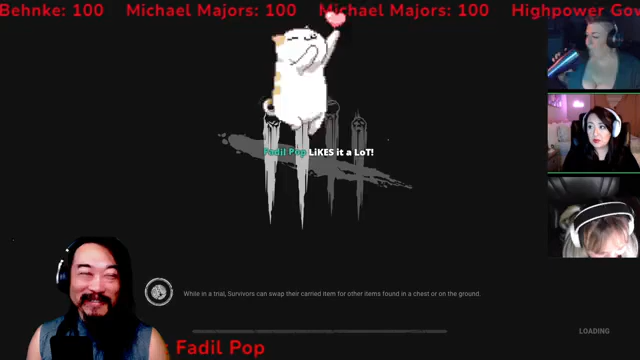 Behnke: 100 Michael Majors: 100 Michael Majors: 100 Highpower Gov
Fadil Pop LiKES it a LoT!
While in a trial, Survivors can swap their carried item for other items found in a chest or on the ground.
LOADING
Fadil Pop